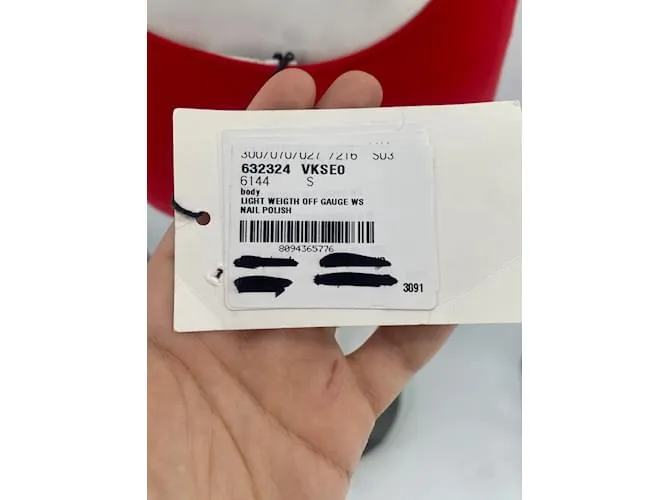 300/070/027 7216 S03
632324 VKSE0
6144 S
body
LIGHT WEIGTH OFF GAUGE WS
NAIL POLISH
8094365776
3091